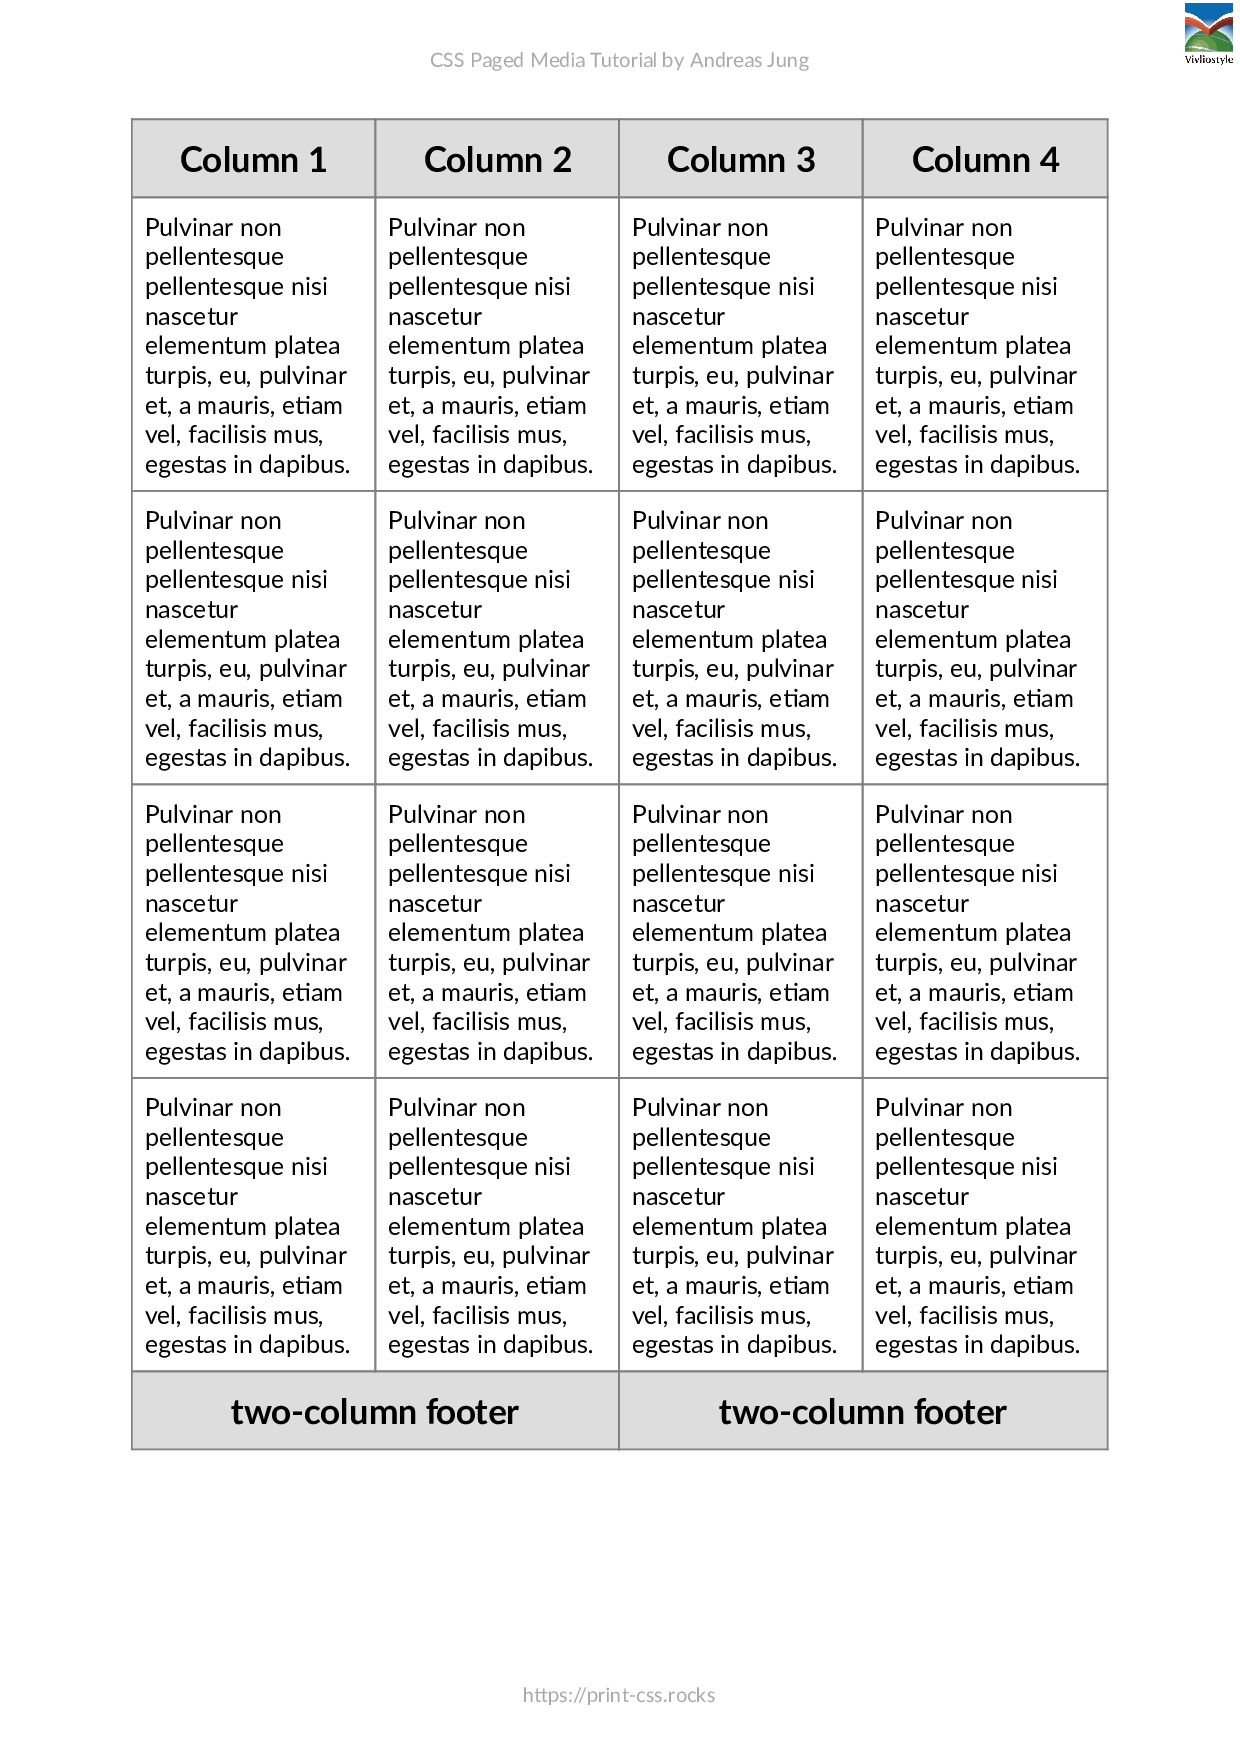 CSS Paged Media Tutorial by Andreas Jung
Vivliostyle
Column 1 Column 2 Column 3 Column 4
Pulvinar non Pulvinar non Pulvinar non Pulvinar non
pellentesque pellentesque pellentesque pellentesque
pellentesque nisi pellentesque nisi pellentesque nisi pellentesque nisi
nascetur nascetur nascetur nascetur
elementum platea elementum platea elementum platea elementum platea
turpis, eu, pulvinar turpis, eu, pulvinar turpis, eu, pulvinar turpis, eu, pulvinar
et, a mauris, etiam et, a mauris, etiam et, a mauris, etiam et, a mauris, etiam
vel, facilisis mus, vel, facilisis mus, vel, facilisis mus, vel, facilisis mus,
egestas in dapibus. egestas in dapibus. egestas in dapibus. egestas in dapibus.
Pulvinar non Pulvinar non Pulvinar non Pulvinar non
pellentesque pellentesque pellentesque pellentesque
pellentesque nisi pellentesque nisi pellentesque nisi pellentesque nisi
nascetur nascetur nascetur nascetur
elementum platea elementum platea elementum platea elementum platea
turpis, eu, pulvinar turpis, eu, pulvinar turpis, eu, pulvinar turpis, eu, pulvinar
et, a mauris, etiam et, a mauris, etiam et, a mauris, etiam et, a mauris, etiam
vel, facilisis mus, vel, facilisis mus, vel, facilisis mus, vel, facilisis mus,
egestas in dapibus. egestas in dapibus. egestas in dapibus. egestas in dapibus.
Pulvinar non Pulvinar non Pulvinar non Pulvinar non
pellentesque pellentesque pellentesque pellentesque
pellentesque nisi pellentesque nisi pellentesque nisi pellentesque nisi
nascetur nascetur nascetur nascetur
elementum platea elementum platea elementum platea elementum platea
turpis, eu, pulvinar turpis, eu, pulvinar turpis, eu, pulvinar turpis, eu, pulvinar
et, a mauris, etiam et, a mauris, etiam et, a mauris, etiam et, a mauris, etiam
vel, facilisis mus, vel, facilisis mus, vel, facilisis mus, vel, facilisis mus,
egestas in dapibus. egestas in dapibus. egestas in dapibus. egestas in dapibus.
Pulvinar non Pulvinar non Pulvinar non Pulvinar non
pellentesque pellentesque pellentesque pellentesque
pellentesque nisi pellentesque nisi pellentesque nisi pellentesque nisi
nascetur nascetur nascetur nascetur
elementum platea elementum platea elementum platea elementum platea
turpis, eu, pulvinar turpis, eu, pulvinar turpis, eu, pulvinar turpis, eu, pulvinar
et, a mauris, etiam et, a mauris, etiam et, a mauris, etiam et, a mauris, etiam
vel, facilisis mus, vel, facilisis mus, vel, facilisis mus, vel, facilisis mus,
egestas in dapibus. egestas in dapibus. egestas in dapibus. egestas in dapibus.
two-column footer two-column footer
https://print-css.rocks